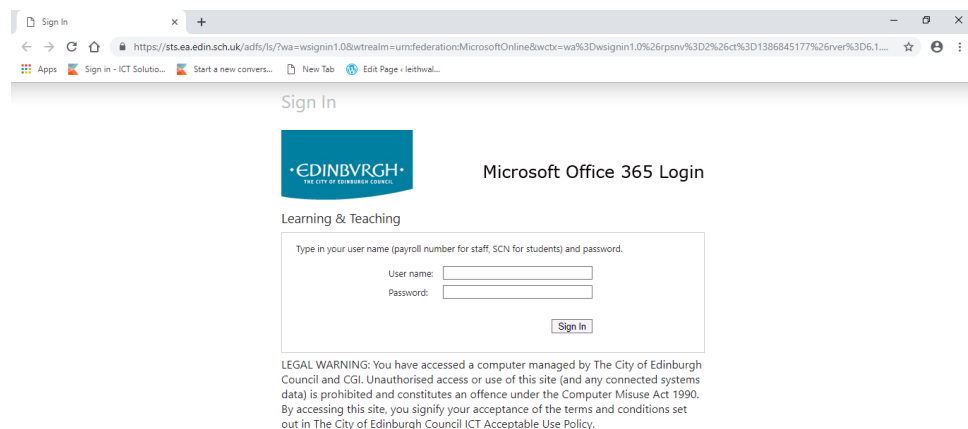 Sign In
https://sts.ea.edin.sch.uk/adfs/ls/?wa=wsignin1.0&wtrealm=urn:federation:MicrosoftOnline&wctx=wa%3Dwsignin1.0%26rpsnv%3D2%26ct%3D1386845177%26rver%3D6.1....
Apps Sign in - ICT Solutio... Start a new convers... New Tab Edit Page ‹ leithwal...
Sign In
·EDINBVRGH·
THE CITY OF EDINBURGH COUNCIL
Microsoft Office 365 Login
Learning & Teaching
Type in your user name (payroll number for staff, SCN for students) and password.
User name:
Password:
Sign In
LEGAL WARNING: You have accessed a computer managed by The City of Edinburgh
Council and CGI. Unauthorised access or use of this site (and any connected systems
data) is prohibited and constitutes an offence under the Computer Misuse Act 1990.
By accessing this site, you signify your acceptance of the terms and conditions set
out in The City of Edinburgh Council ICT Acceptable Use Policy.